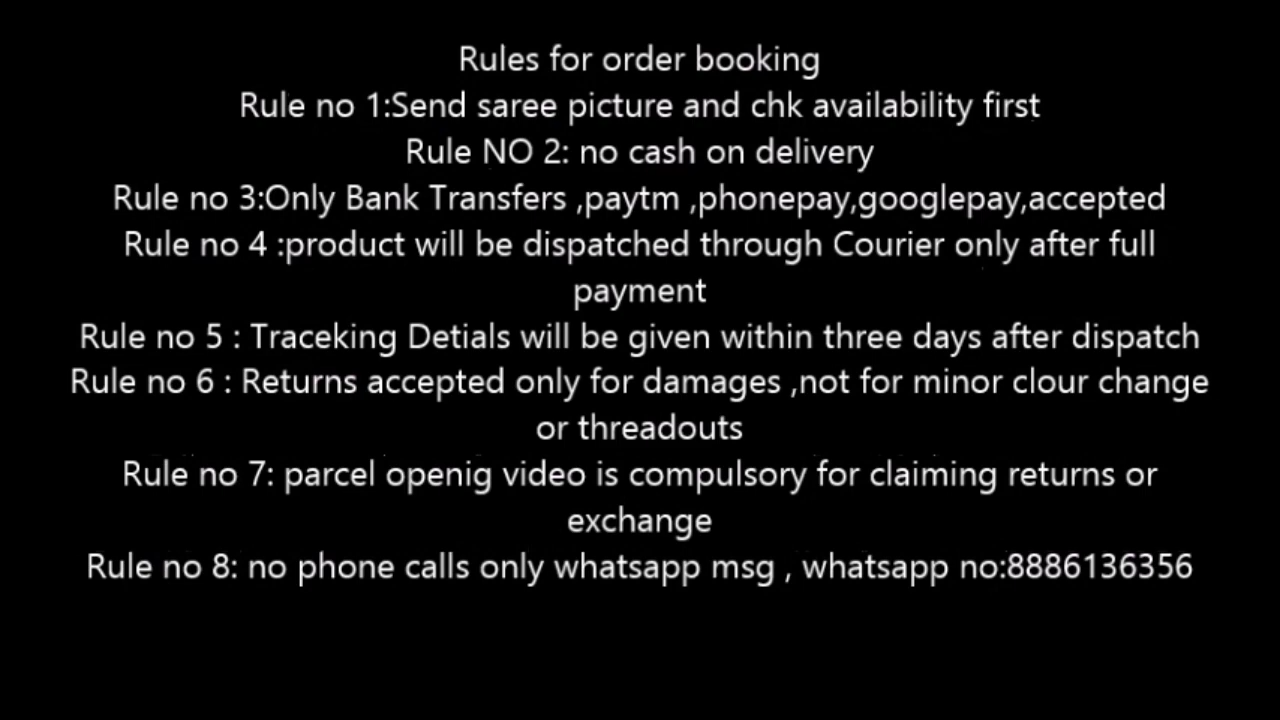 Rules for order booking
Rule no 1:Send saree picture and chk availability first
Rule NO 2: no cash on delivery
Rule no 3:Only Bank Transfers ,paytm ,phonepay,googlepay,accepted
Rule no 4 :product will be dispatched through Courier only after full
payment
Rule no 5 : Traceking Detials will be given within three days after dispatch
Rule no 6 : Returns accepted only for damages ,not for minor clour change
or threadouts
Rule no 7: parcel openig video is compulsory for claiming returns or
exchange
Rule no 8: no phone calls only whatsapp msg , whatsapp no:8886136356